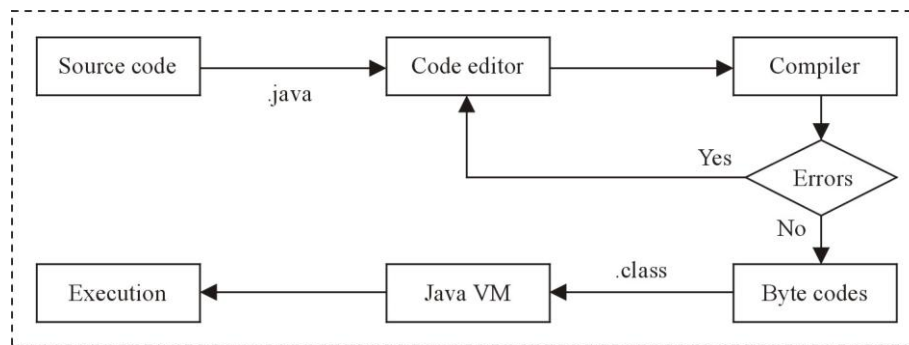 Source code
.java
Code editor
Compiler
Yes
Errors
No
Execution
Java VM
.class
Byte codes